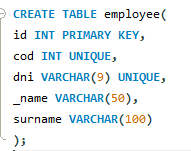 CREATE TABLE employee(
id INT PRIMARY KEY,
cod INT UNIQUE,
dni VARCHAR(9) UNIQUE,
_name VARCHAR(50),
surname VARCHAR(100)
);